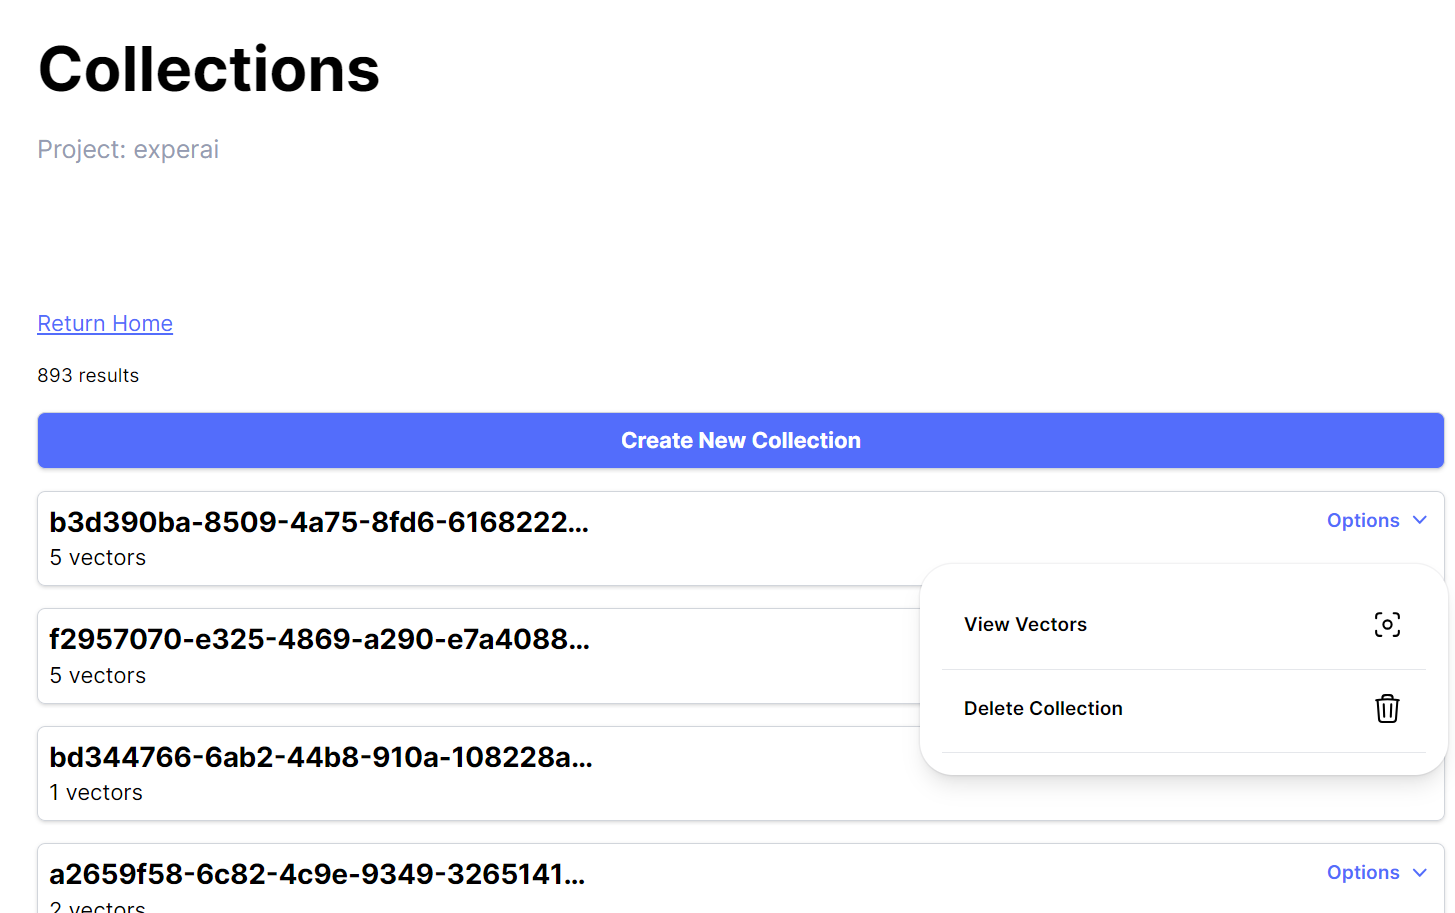 Collections
Project: experai
Return Home
893 results
Create New Collection
b3d390ba-8509-4a75-8fd6-6168222...
Options
5 vectors
f2957070-e325-4869-a290-e7a4088...
5 vectors
View Vectors
Delete Collection
bd344766-6ab2-44b8-910a-108228a...
1 vectors
a2659f58-6c82-4c9e-9349-3265141...
Options
2 vectors